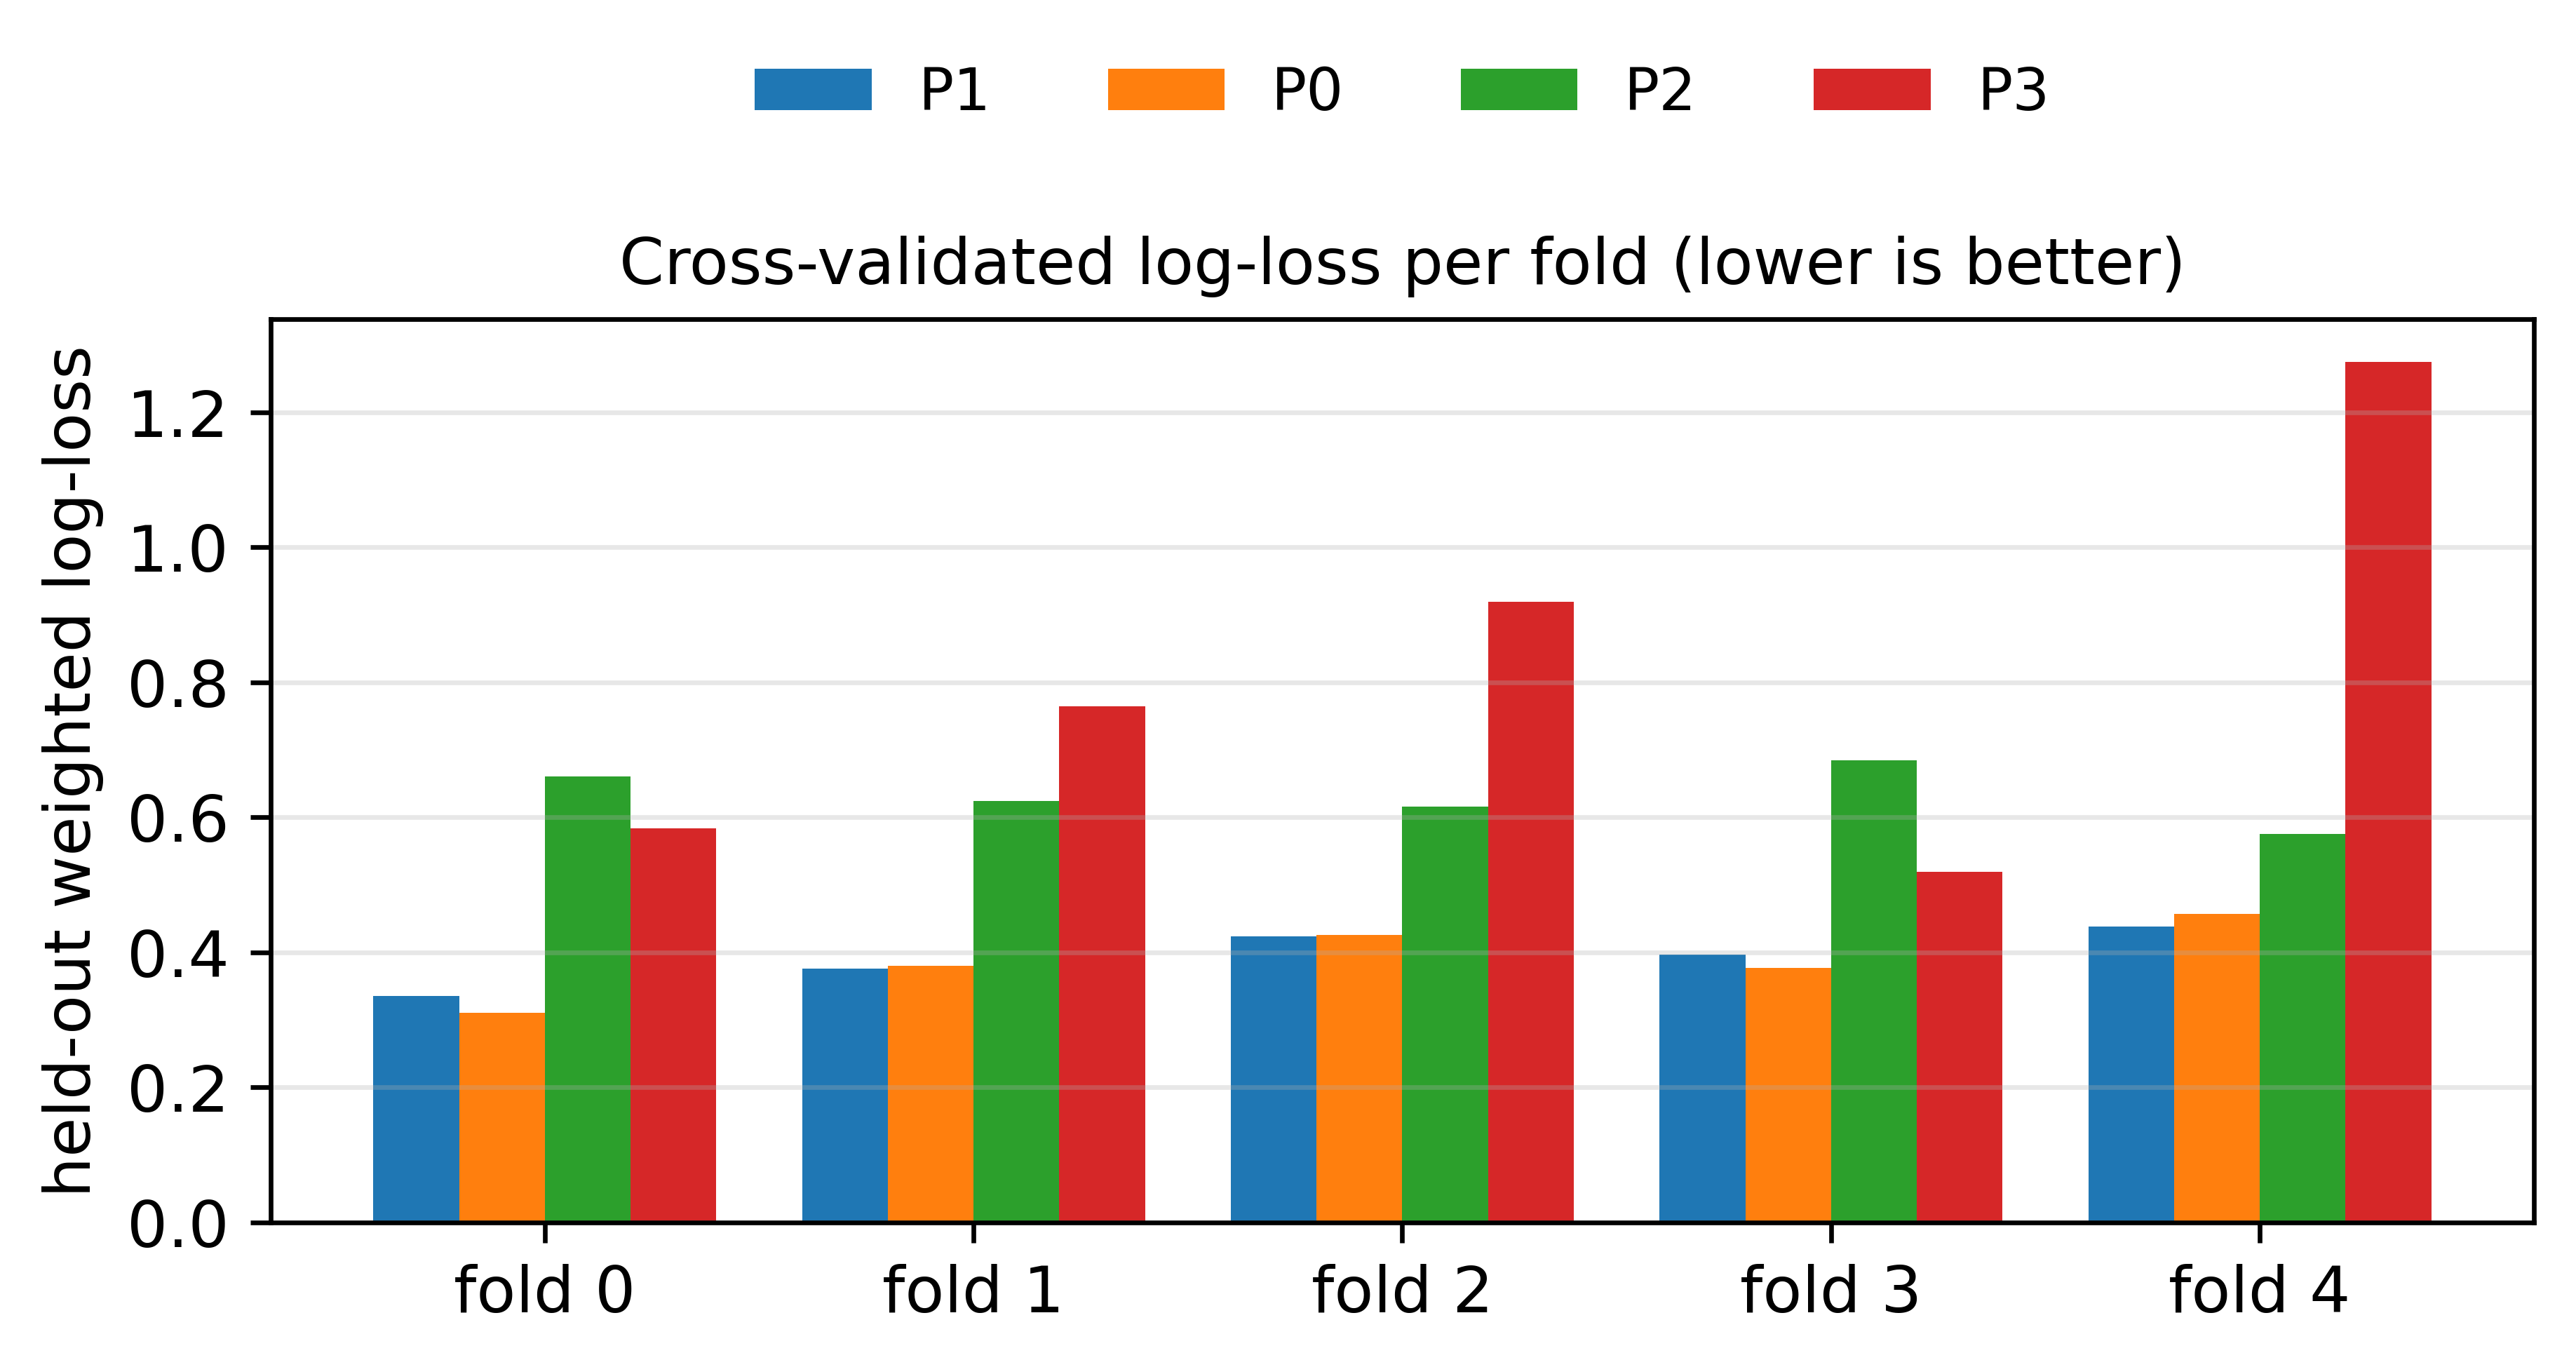 P1 P0 P2 P3
Cross-validated log-loss per fold (lower is better)
held-out weighted log-loss
1.2
1.0
0.8
0.6
0.4
0.2
0.0
fold 0 fold 1 fold 2 fold 3 fold 4